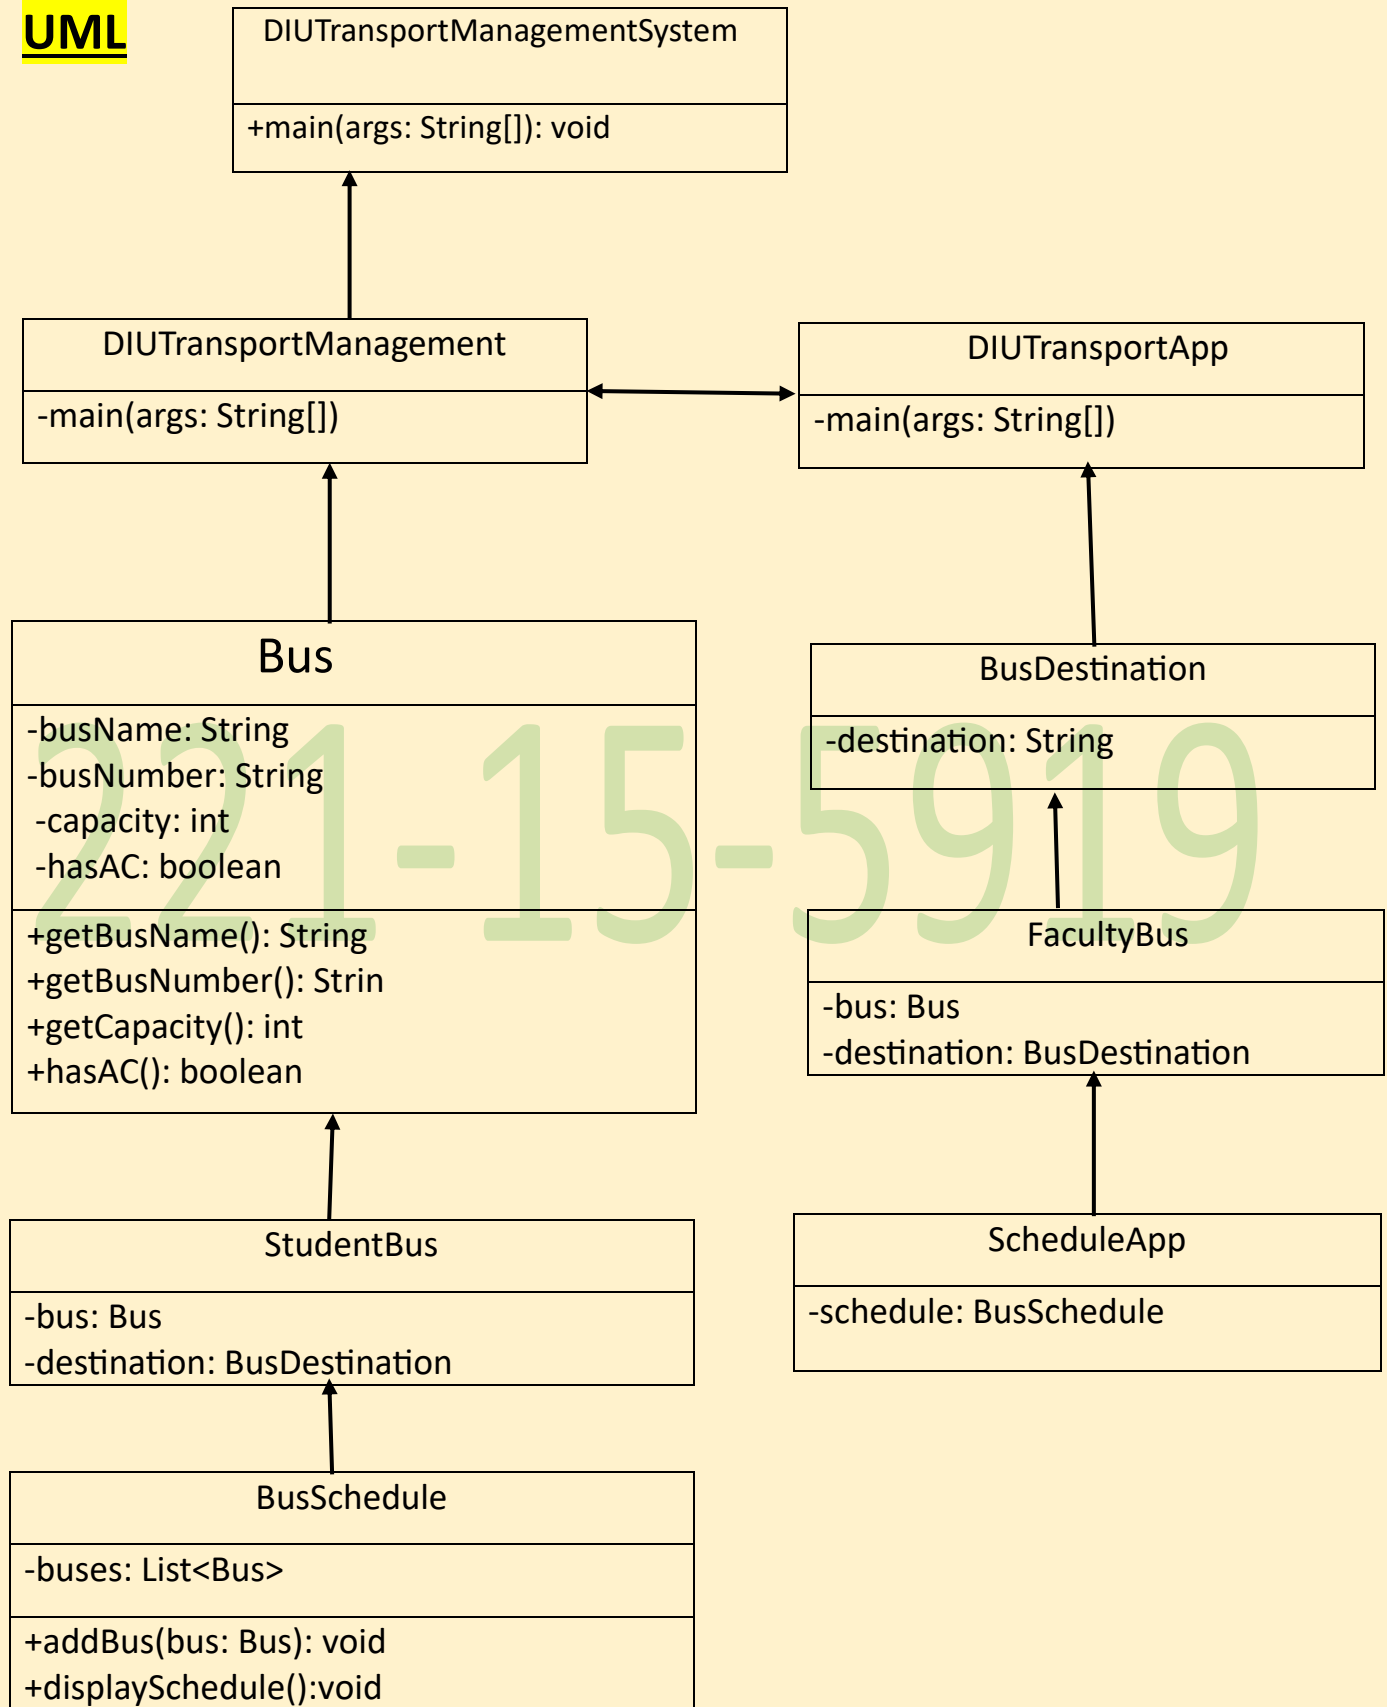 UML
DIUTransportManagementSystem
+main(args: String[]): void
DIUTransportManagement
-main(args: String[])
DIUTransportApp
-main(args: String[])
Bus
-busName: String
-busNumber: String
-capacity: int
-hasAC: boolean
+getBusName(): String
+getBusNumber(): Strin
+getCapacity(): int
+hasAC(): boolean
BusDestination
-destination: String
221-15-5919
FacultyBus
-bus: Bus
-destination: BusDestination
StudentBus
-bus: Bus
-destination: BusDestination
ScheduleApp
-schedule: BusSchedule
BusSchedule
-buses: List<Bus>
+addBus(bus: Bus): void
+displaySchedule():void